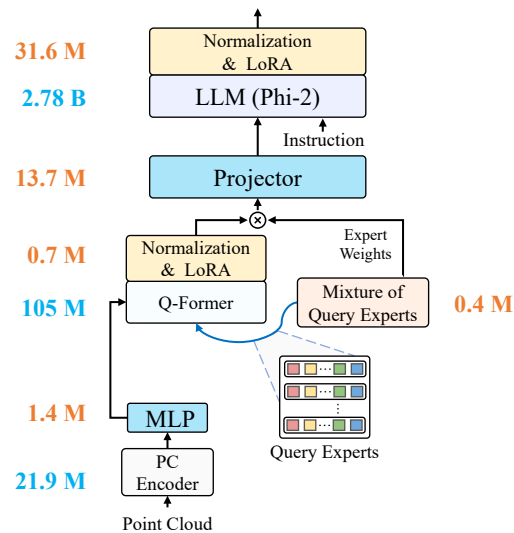 31.6 M
Normalization
& LoRA
2.78 B
LLM (Phi-2)
Instruction
13.7 M
Projector
Expert
Weights
0.7 M
Normalization
& LoRA
105 M
Q-Former
Mixture of
Query Experts
0.4 M
1.4 M
MLP
Query Experts
21.9 M
PC
Encoder
Point Cloud